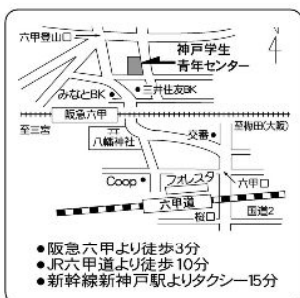 六甲登山口
神戸学生
青年センター
N
みなとBK
三井住友BK
阪急六甲
至三宮
八幡神社
交番
至梅田(大阪)
Coop
フォレスタ
六甲口
六甲道
桜口
国道2
●阪急六甲より徒歩3分
●JR六甲道より徒歩10分
●新幹線新神戸駅よりタクシー15分